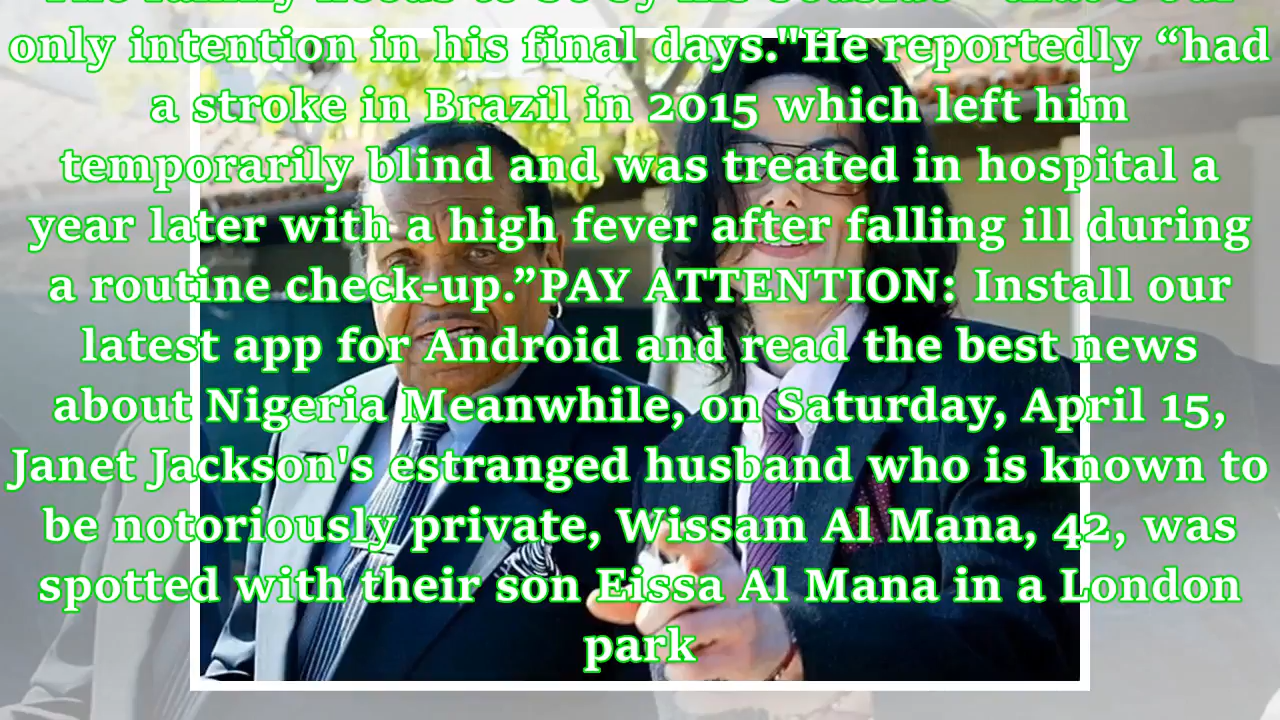 only intention in his final days."He reportedly “had
a stroke in Brazil in 2015 which left him
temporarily blind and was treated in hospital a
year later with a high fever after falling ill during
a routine check-up.”PAY ATTENTION: Install our
latest app for Android and read the best news
about Nigeria Meanwhile, on Saturday, April 15,
Janet Jackson's estranged husband who is known to
be notoriously private, Wissam Al Mana, 42, was
spotted with their son Eissa Al Mana in a London
park